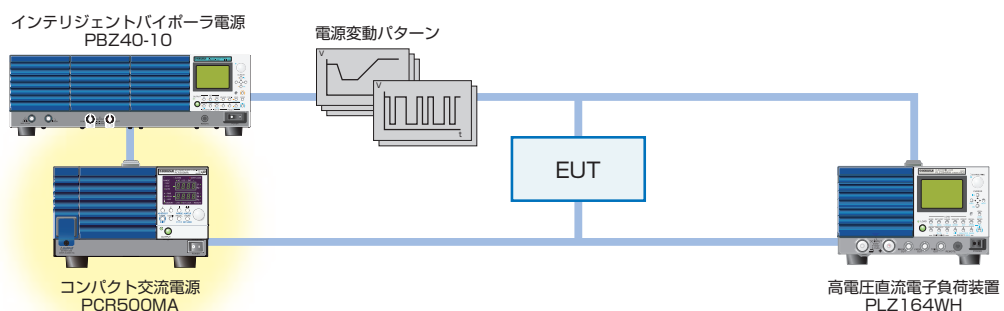 インテリジェントバイポーラ電源
PBZ40-10
電源変動パターン
V
V
t
EUT
コンパクト交流電源
PCR500MA
高電圧直流電子負荷装置
PLZ164WH